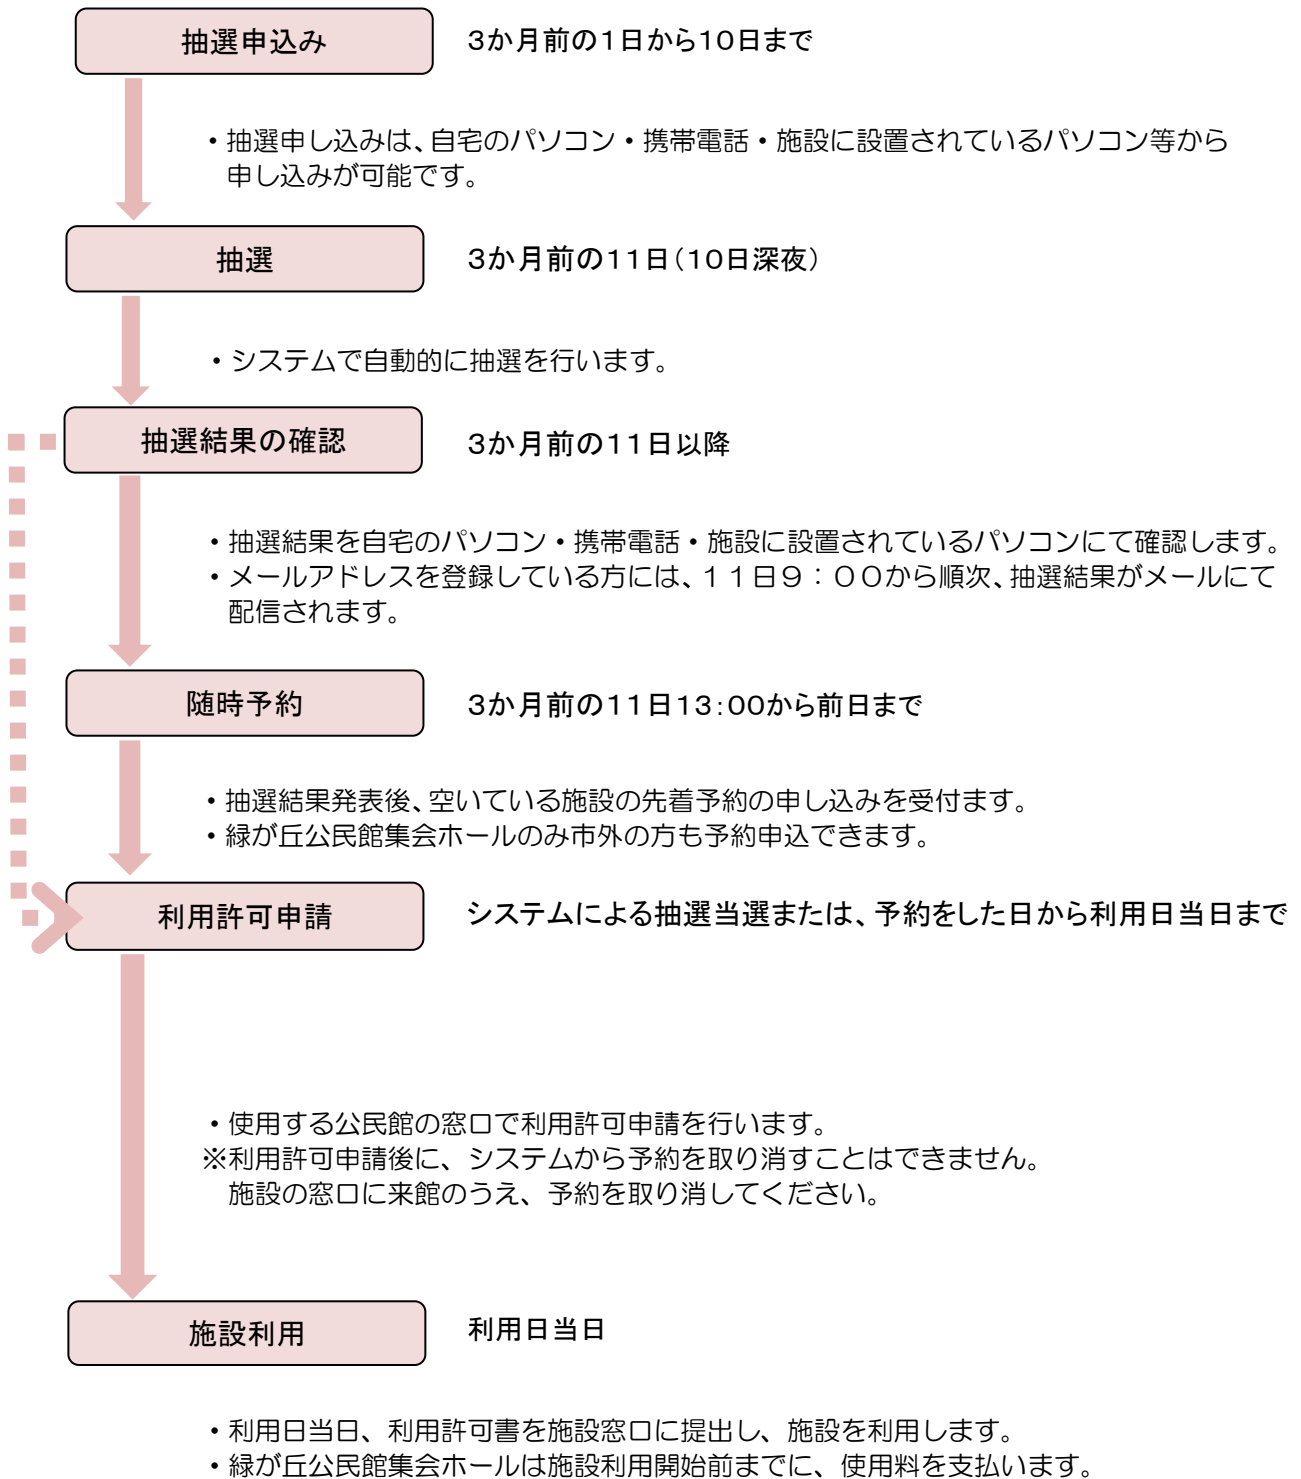 抽選申込み
3か月前の1日から10日まで
・抽選申し込みは、自宅のパソコン・携帯電話・施設に設置されているパソコン等から
申し込みが可能です。
抽選
3か月前の11日（10日深夜）
・システムで自動的に抽選を行います。
抽選結果の確認
3か月前の11日以降
・抽選結果を自宅のパソコン・携帯電話・施設に設置されているパソコンにて確認します。
・メールアドレスを登録している方には、１１日９：００から順次、抽選結果がメールにて
配信されます。
随時予約
3か月前の11日13：00から前日まで
・抽選結果発表後、空いている施設の先着予約の申し込みを受付ます。
・緑が丘公民館集会ホールのみ市外の方も予約申込できます。
利用許可申請
システムによる抽選当選または、予約をした日から利用日当日まで
・使用する公民館の窓口で利用許可申請を行います。
※利用許可申請後に、システムから予約を取り消すことはできません。
施設の窓口に来館のうえ、予約を取り消してください。
施設利用
利用日当日
・利用日当日、利用許可書を施設窓口に提出し、施設を利用します。
・緑が丘公民館集会ホールは施設利用開始前までに、使用料を支払います。